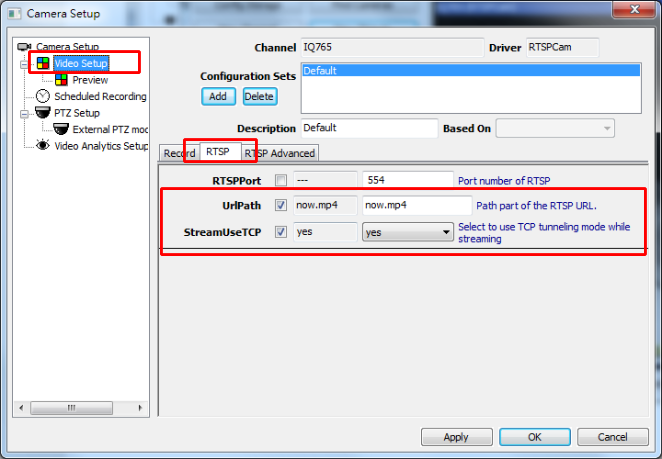 Camera Setup
Camera Setup
Video Setup
Preview
Scheduled Recording
PTZ Setup
External PTZ mod
Video Analytics Setup
Channel IQ765 Driver RTSPCam
Configuration Sets Default
Add Delete
Description Default Based On
Record RTSP RTSP Advanced
RTSPPort --- 554 Port number of RTSP
UrlPath now.mp4 now.mp4 Path part of the RTSP URL.
StreamUseTCP yes yes Select to use TCP tunneling mode while
streaming
Apply OK Cancel